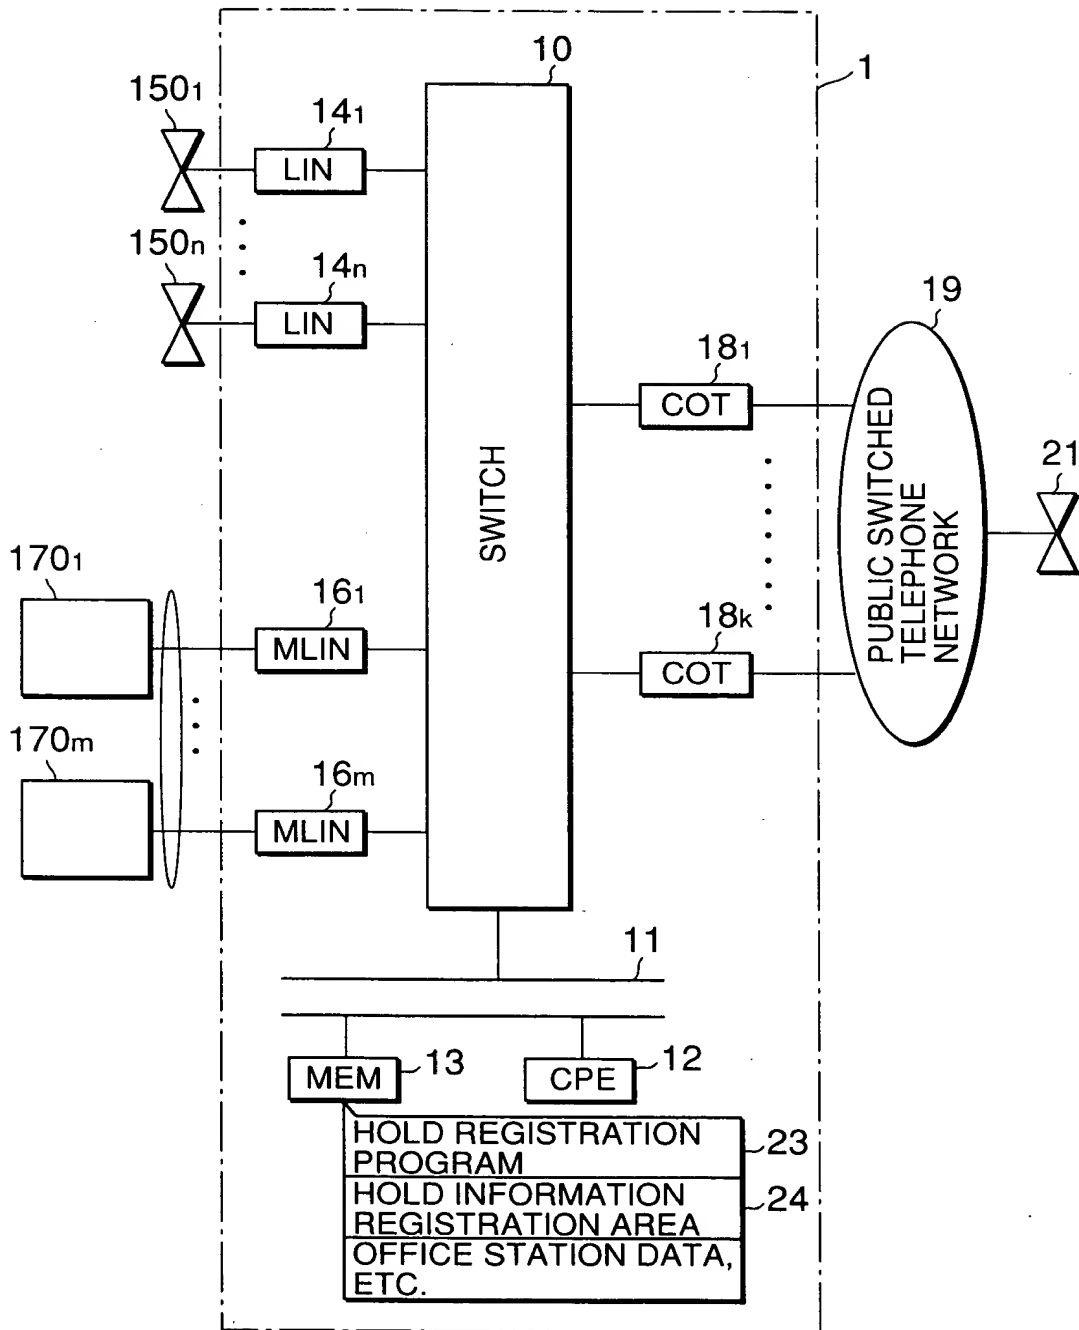 10
1
150₁
14₁
LIN
150n
14n
LIN
SWITCH
18₁
COT
19
PUBLIC SWITCHED
TELEPHONE
NETWORK
21
170₁
16₁
MLIN
18k
COT
170m
16m
MLIN
11
MEM
13
CPE
12
HOLD REGISTRATION
PROGRAM
23
HOLD INFORMATION
REGISTRATION AREA
24
OFFICE STATION DATA,
ETC.